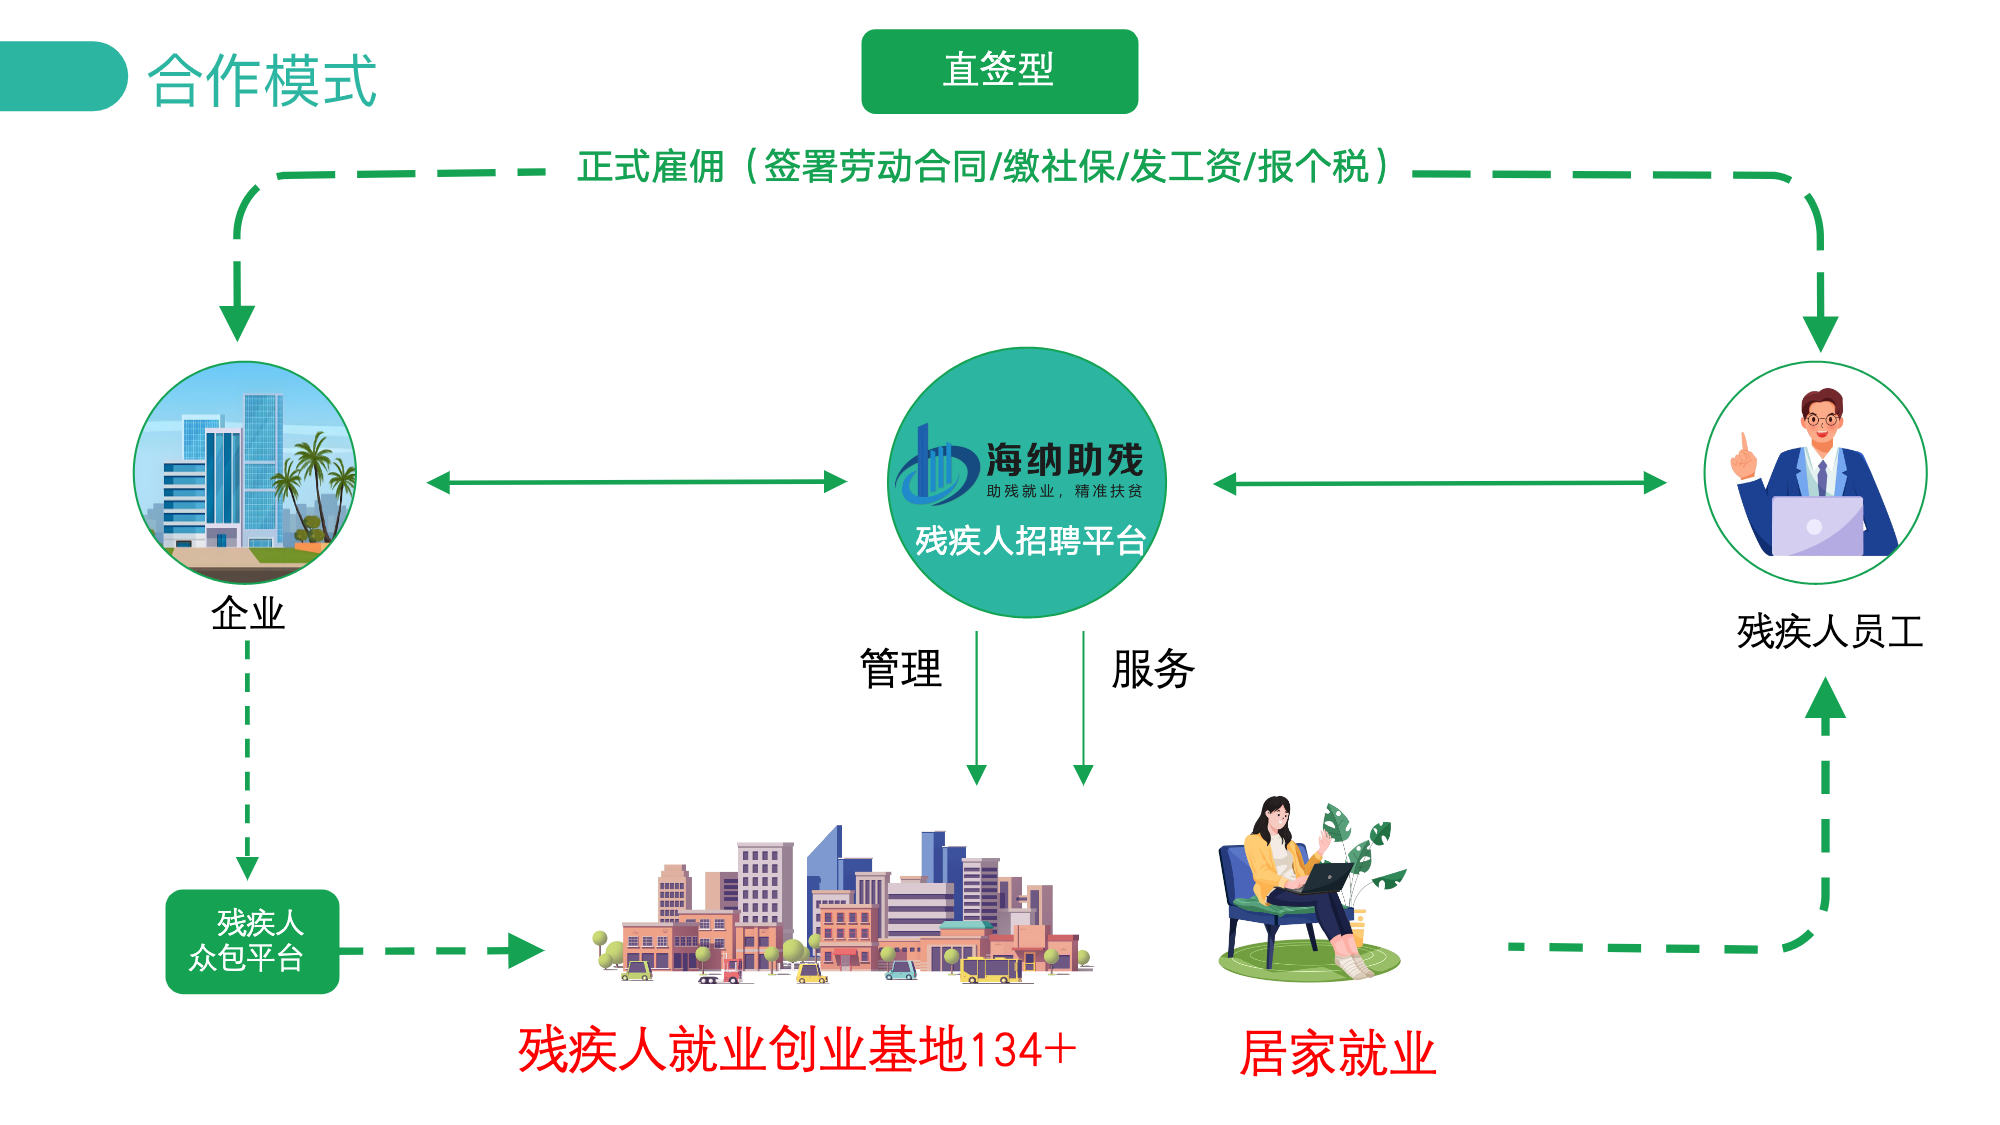 合作模式
直签型
正式雇佣（签署劳动合同/缴社保/发工资/报个税）
海纳助残
助残就业，精准扶贫
残疾人招聘平台
企业
残疾人员工
管理
服务
残疾人
众包平台
残疾人就业创业基地134+
居家就业